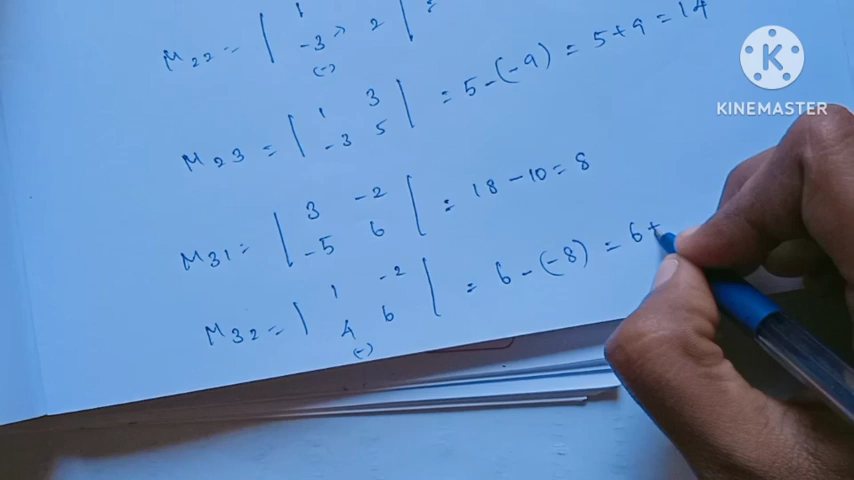 M22 = | 1 |
-3 2
(-)
M23 = | 1 3 | = 5 - (-9) = 5 + 9 = 14
-3 5
M31 = | 3 -2 | = 18 - 10 = 8
-5 6
M32 = | 1 -2 | = 6 - (-8) = 6 +
4 6
(-)
K
KINEMASTER